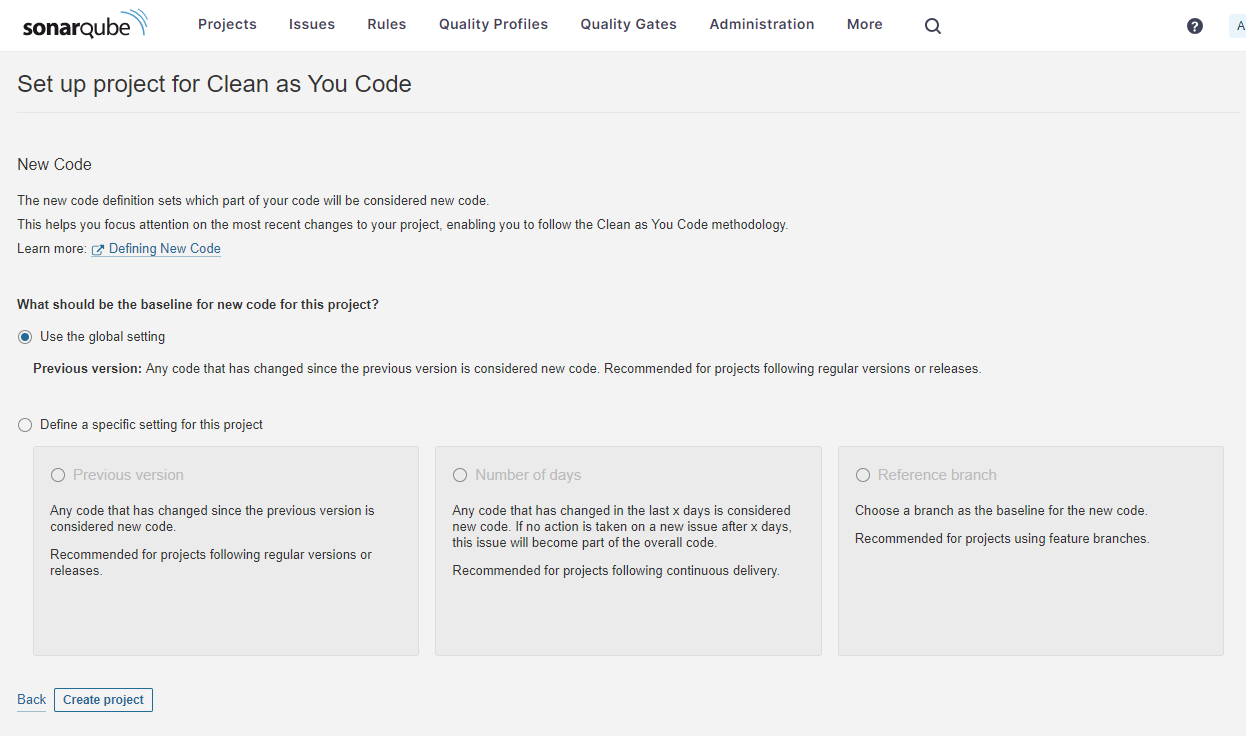 sonarqube Projects Issues Rules Quality Profiles Quality Gates Administration More A
Set up project for Clean as You Code
New Code
The new code definition sets which part of your code will be considered new code.
This helps you focus attention on the most recent changes to your project, enabling you to follow the Clean as You Code methodology.
Learn more: Defining New Code
What should be the baseline for new code for this project?
Use the global setting
Previous version: Any code that has changed since the previous version is considered new code. Recommended for projects following regular versions or releases.
Define a specific setting for this project
Previous version
Any code that has changed since the previous version is
considered new code.
Recommended for projects following regular versions or
releases.
Number of days
Any code that has changed in the last x days is considered
new code. If no action is taken on a new issue after x days,
this issue will become part of the overall code.
Recommended for projects following continuous delivery.
Reference branch
Choose a branch as the baseline for the new code.
Recommended for projects using feature branches.
Back Create project